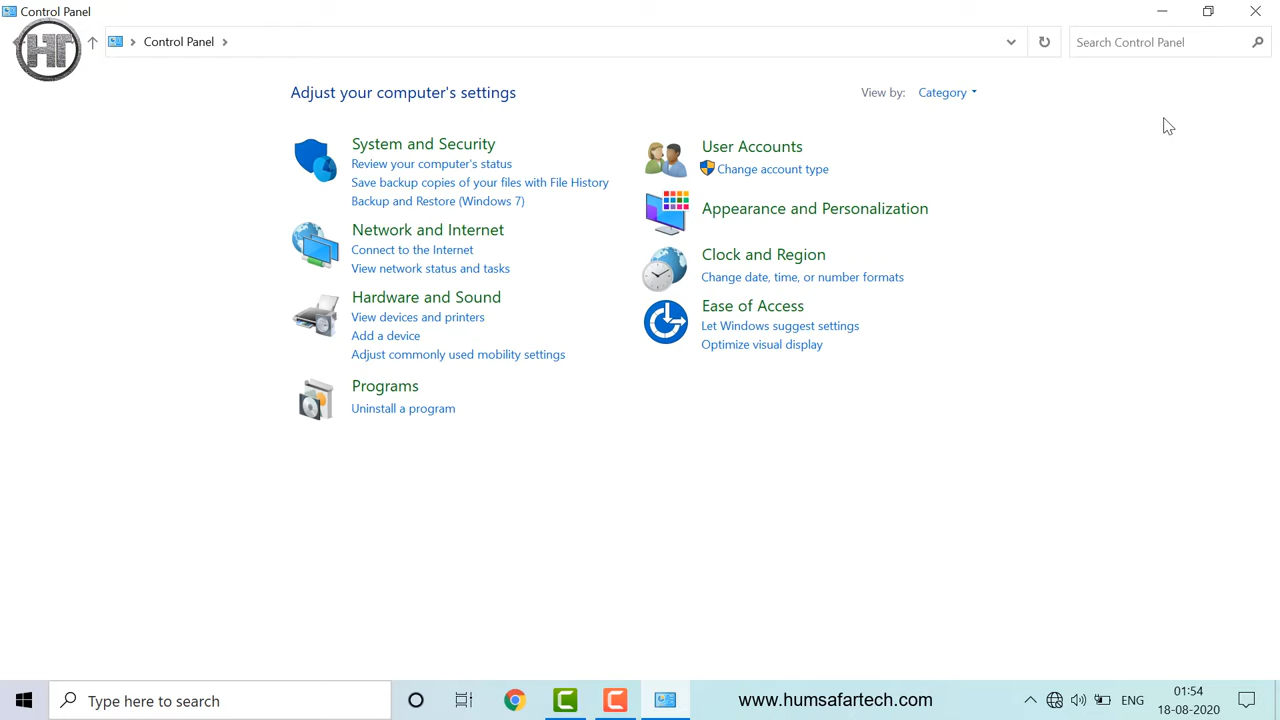 Control Panel
HT
Control Panel
Search Control Panel
Adjust your computer's settings
View by: Category
System and Security
Review your computer's status
Save backup copies of your files with File History
Backup and Restore (Windows 7)
Network and Internet
Connect to the Internet
View network status and tasks
Hardware and Sound
View devices and printers
Add a device
Adjust commonly used mobility settings
Programs
Uninstall a program
User Accounts
Change account type
Appearance and Personalization
Clock and Region
Change date, time, or number formats
Ease of Access
Let Windows suggest settings
Optimize visual display
Type here to search
www.humsafartech.com
ENG
01:54
18-08-2020